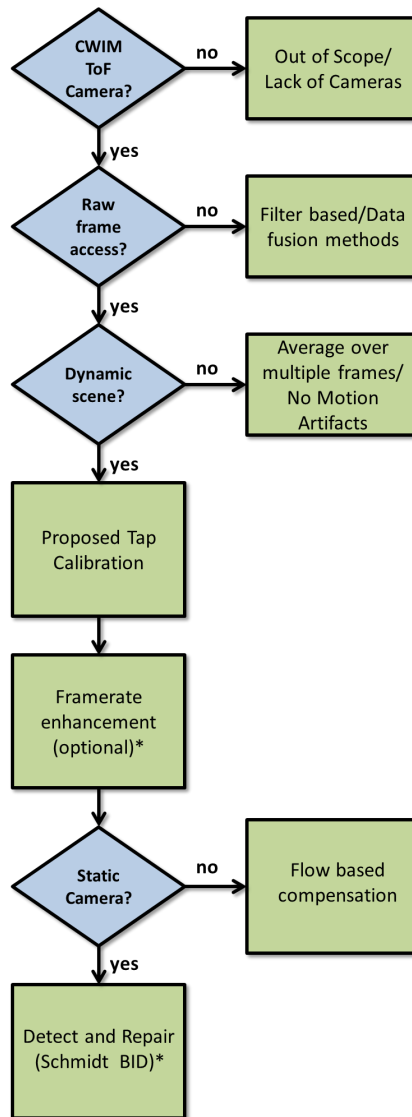 CWIM
ToF
Camera?
no
Out of Scope/
Lack of Cameras
yes
Raw
frame
access?
no
Filter based/Data
fusion methods
yes
Dynamic
scene?
no
Average over
multiple frames/
No Motion
Artifacts
yes
Proposed Tap
Calibration
Framerate
enhancement
(optional)*
Static
Camera?
no
Flow based
compensation
yes
Detect and Repair
(Schmidt BID)*